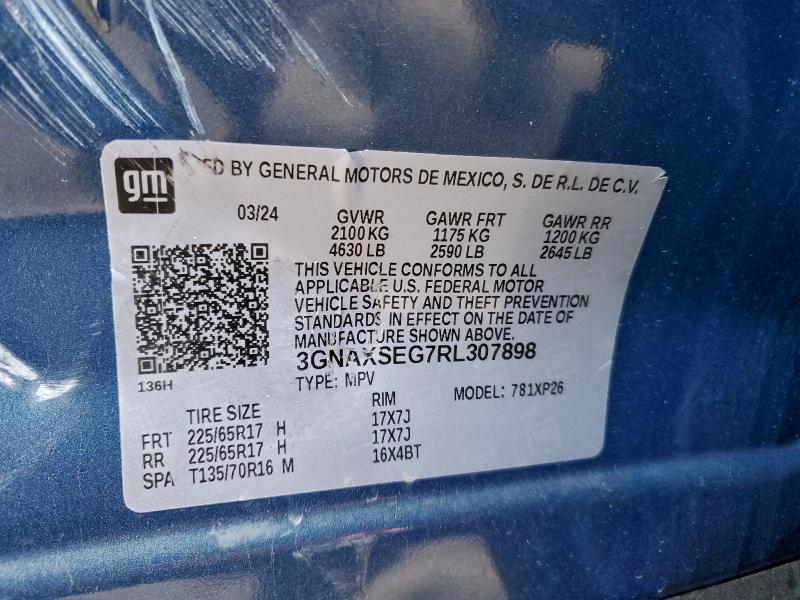 gm
BY GENERAL MOTORS DE MEXICO, S. DE R.L. DE C.V.
03/24 GVWR GAWR FRT GAWR RR
2100 KG 1175 KG 1200 KG
4630 LB 2590 LB 2645 LB
THIS VEHICLE CONFORMS TO ALL
APPLICABLE U.S. FEDERAL MOTOR
VEHICLE SAFETY AND THEFT PREVENTION
STANDARDS IN EFFECT ON THE DATE OF
MANUFACTURE SHOWN ABOVE.
3GNAXSEG7RL307898
136H
TYPE: MPV MODEL: 781XP26
TIRE SIZE RIM
FRT 225/65R17 H 17X7J
RR 225/65R17 H 17X7J
SPA T135/70R16 M 16X4BT